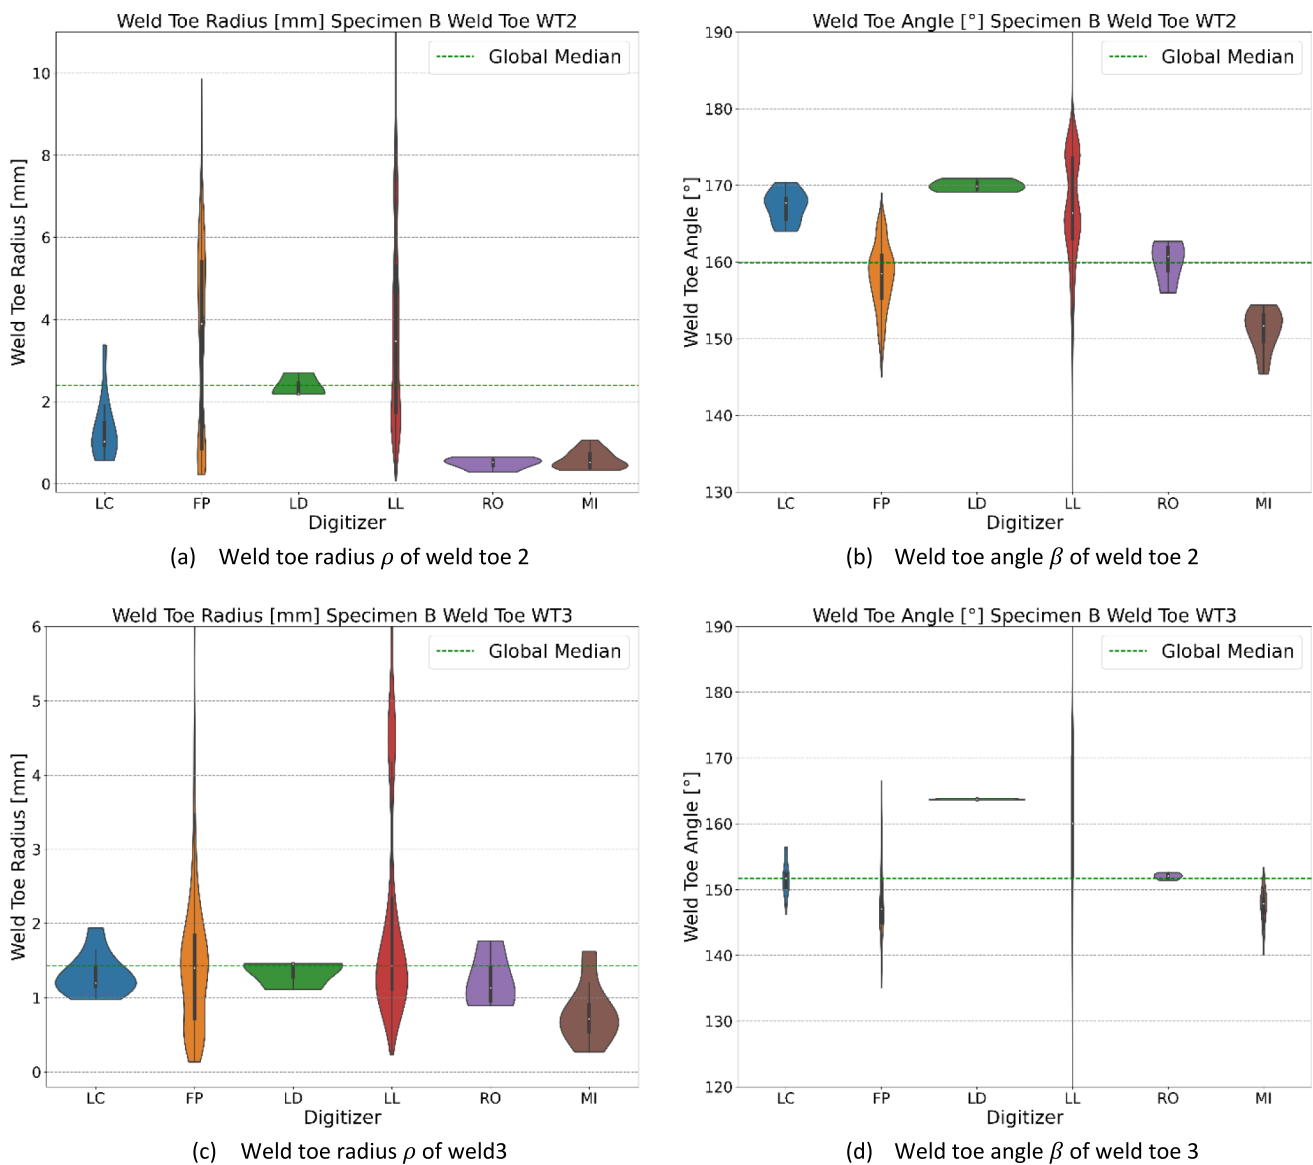 Weld Toe Radius [mm] Specimen B Weld Toe WT2
Weld Toe Radius [mm]
10
8
6
4
2
0
Global Median
LC FP LD LL RO MI
Digitizer
(a) Weld toe radius ρ of weld toe 2
Weld Toe Angle [°] Specimen B Weld Toe WT2
Weld Toe Angle [°]
190
180
170
160
150
140
130
Global Median
LC FP LD LL RO MI
Digitizer
(b) Weld toe angle β of weld toe 2
Weld Toe Radius [mm] Specimen B Weld Toe WT3
Weld Toe Radius [mm]
6
5
4
3
2
1
0
Global Median
LC FP LD LL RO MI
Digitizer
(c) Weld toe radius ρ of weld3
Weld Toe Angle [°] Specimen B Weld Toe WT3
Weld Toe Angle [°]
190
180
170
160
150
140
130
120
Global Median
LC FP LD LL RO MI
Digitizer
(d) Weld toe angle β of weld toe 3